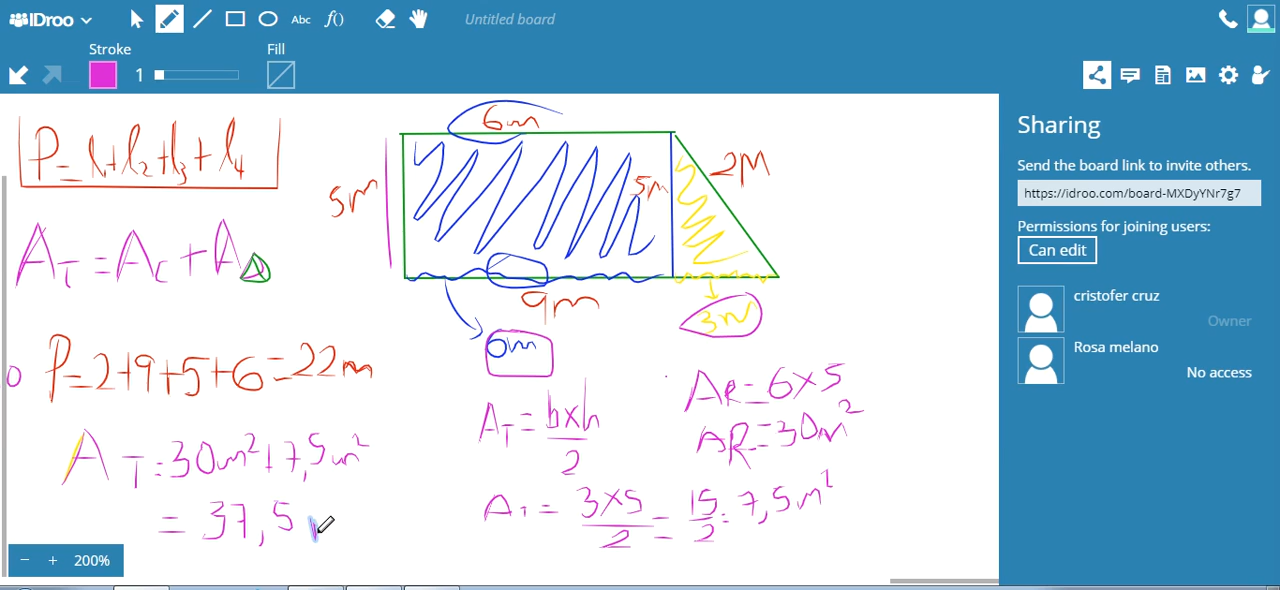 IDroo
Abc
f()
Untitled board
Stroke
1
Fill
P=l1+l2+l3+l4
AT=AC+A△
P=2+9+5+6=22m
AT=30m²+7,5m²
=37,5
6m
5m
5m
2M
9m
3m
6m
AT=bxh/2
AT=3x5/2=15/2=7,5m²
AR=6x5
AR=30m²
200%
Sharing
Send the board link to invite others.
https://idroo.com/board-MXDyYNr7g7
Permissions for joining users:
Can edit
cristofer cruz
Owner
Rosa melano
No access